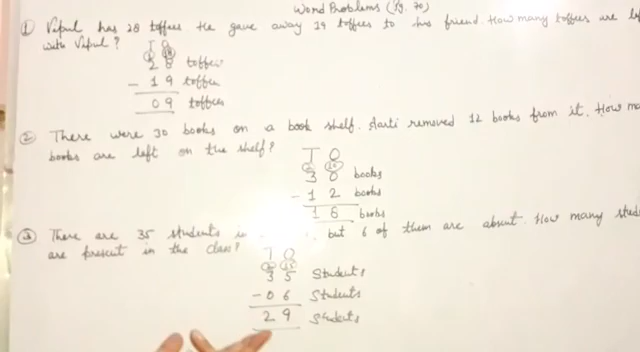 Word Problems (Pg. 70)
① Vipul has 28 toffees He gave away 19 toffees to his friend. How many toffees are
with Vipul?
T O
① ⑱
2 8 toffees
- 1 9 toffees
0 9 toffees
② There were 30 books on a book shelf. Aarti removed 12 books from it. How
books are left on the shelf?
T O
3 0 books
- 1 2 books
1 8 books
③ There are 35 students but 6 of them are absent. How many
are present in the class?
T O
② ⑮
3 5 Students
- 0 6 Students
2 9 Students